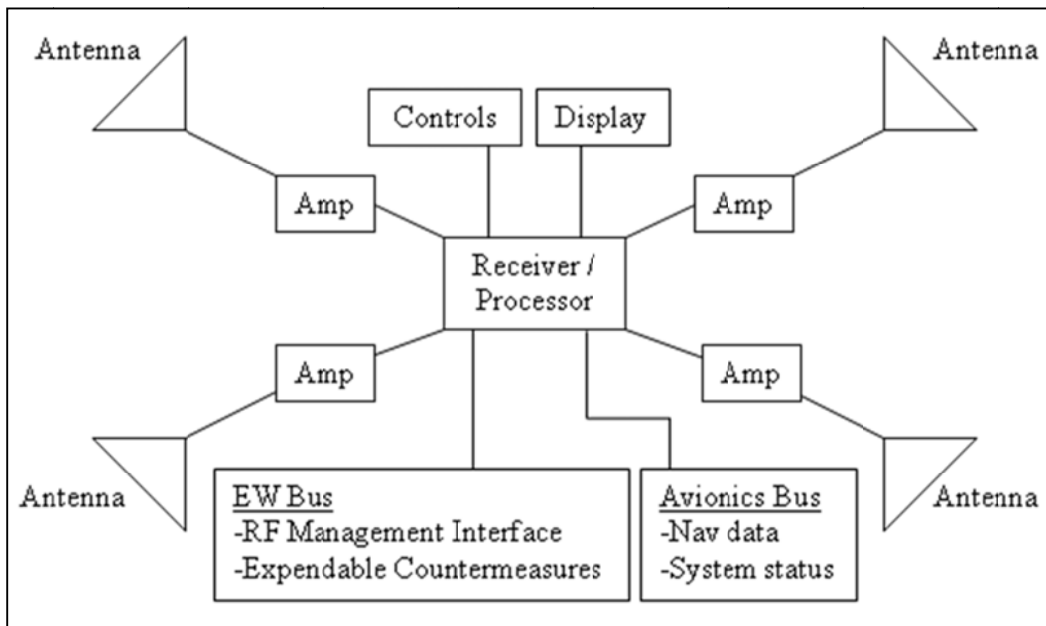 Antenna
Antenna
Controls
Display
Amp
Amp
Receiver /
Processor
Amp
Amp
Antenna
Antenna
EW Bus
-RF Management Interface
-Expendable Countermeasures
Avionics Bus
-Nav data
-System status